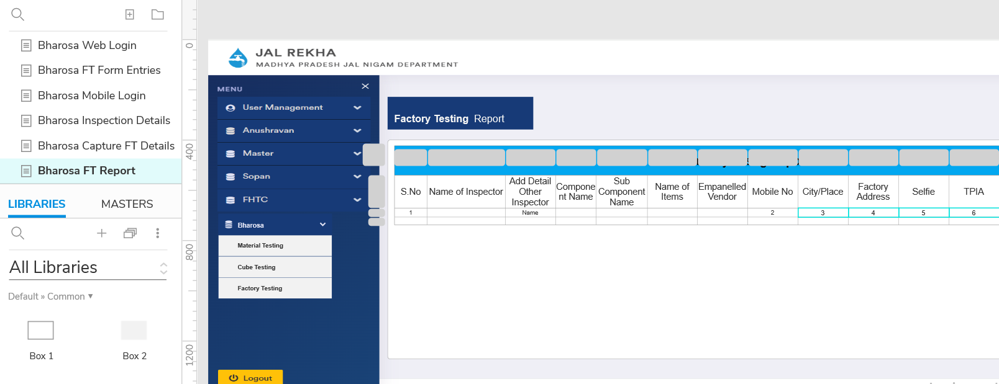 Bharosa Web Login
Bharosa FT Form Entries
Bharosa Mobile Login
Bharosa Inspection Details
Bharosa Capture FT Details
Bharosa FT Report
LIBRARIES
MASTERS
All Libraries
Default » Common ▼
Box 1
Box 2
0
400
800
1200
JAL REKHA
MADHYA PRADESH JAL NIGAM DEPARTMENT
MENU
User Management
Anushravan
Master
Sopan
FHTC
Bharosa
Material Testing
Cube Testing
Factory Testing
Logout
Factory Testing Report
S.No
Name of Inspector
Add Detail
Other
Inspector
Compone
nt Name
Sub
Component
Name
Name of
Items
Empanelled
Vendor
Mobile No
City/Place
Factory
Address
Selfie
TPIA
1
Name
2
3
4
5
6